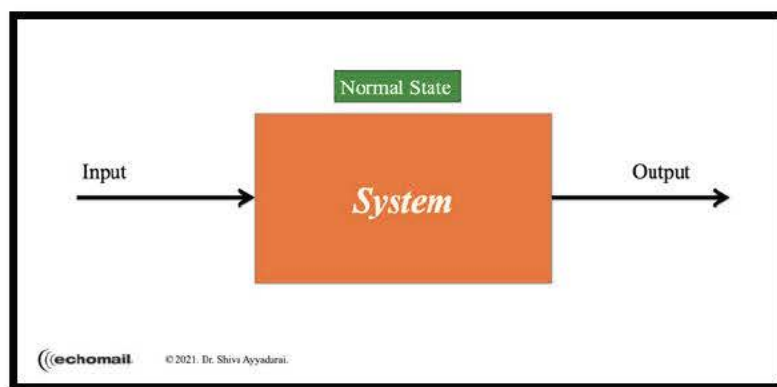 Normal State
Input
System
Output
echomail
© 2021. Dr. Shiva Ayyadurai.